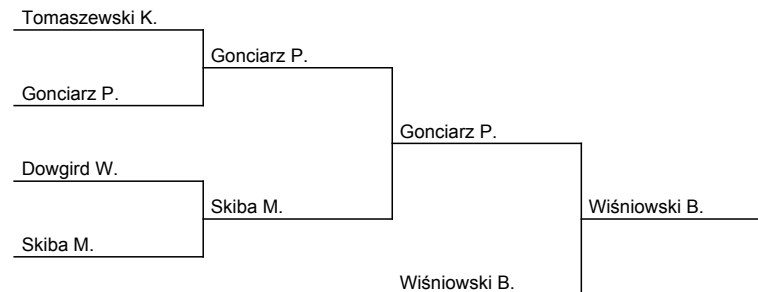 Tomaszewski K.
Gonciarz P.
Gonciarz P.
Gonciarz P.
Dowgird W.
Skiba M.
Wiśniowski B.
Skiba M.
Wiśniowski B.